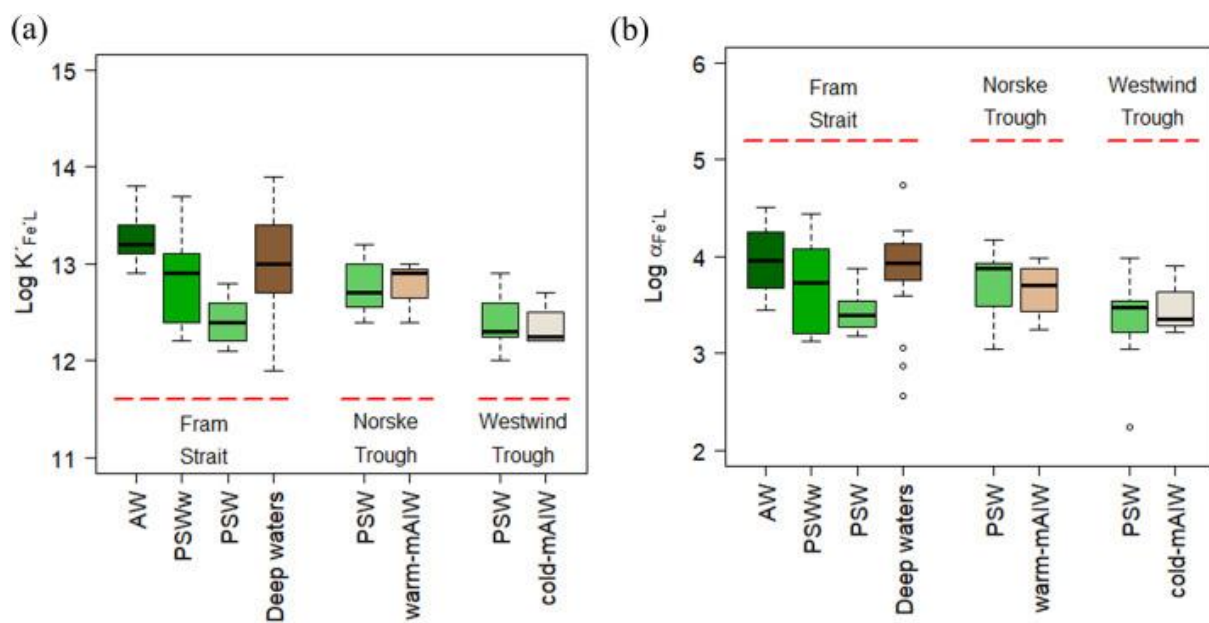 (a)
15
14
13
12
11
Log K´Fe´L
Fram
Strait
Norske
Trough
Westwind
Trough
AW
PSWw
PSW
Deep waters
PSW
warm-mAIW
PSW
cold-mAIW
(b)
6
5
4
3
2
Log αFe´L
Fram
Strait
Norske
Trough
Westwind
Trough
AW
PSWw
PSW
Deep waters
PSW
warm-mAIW
PSW
cold-mAIW